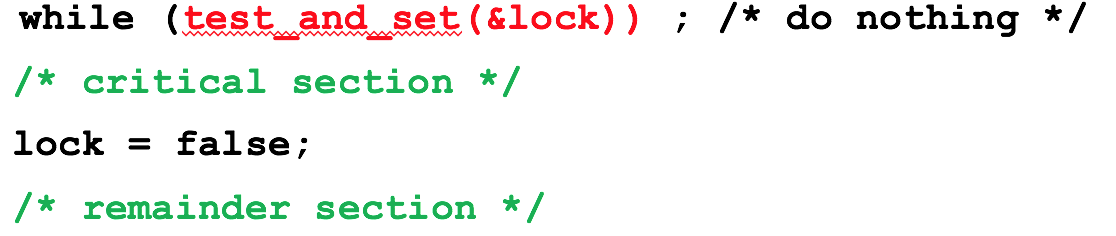 while (test_and_set(&lock)) ; /* do nothing */
/* critical section */
lock = false;
/* remainder section */